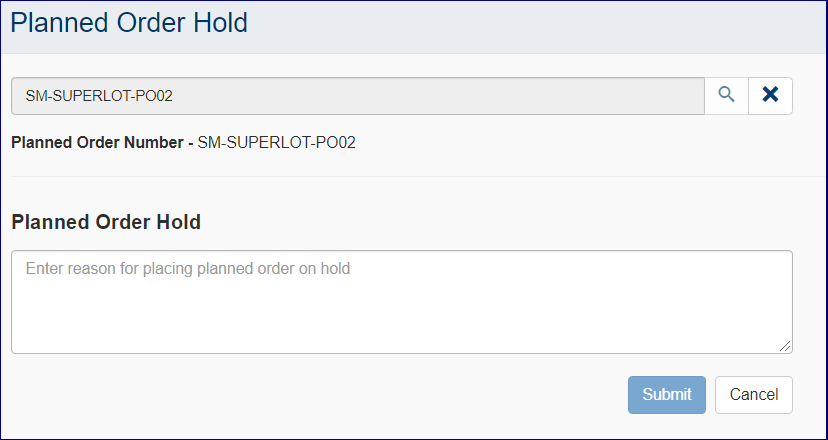 Planned Order Hold
SM-SUPERLOT-PO02
Planned Order Number - SM-SUPERLOT-PO02
Planned Order Hold
Enter reason for placing planned order on hold
Submit Cancel